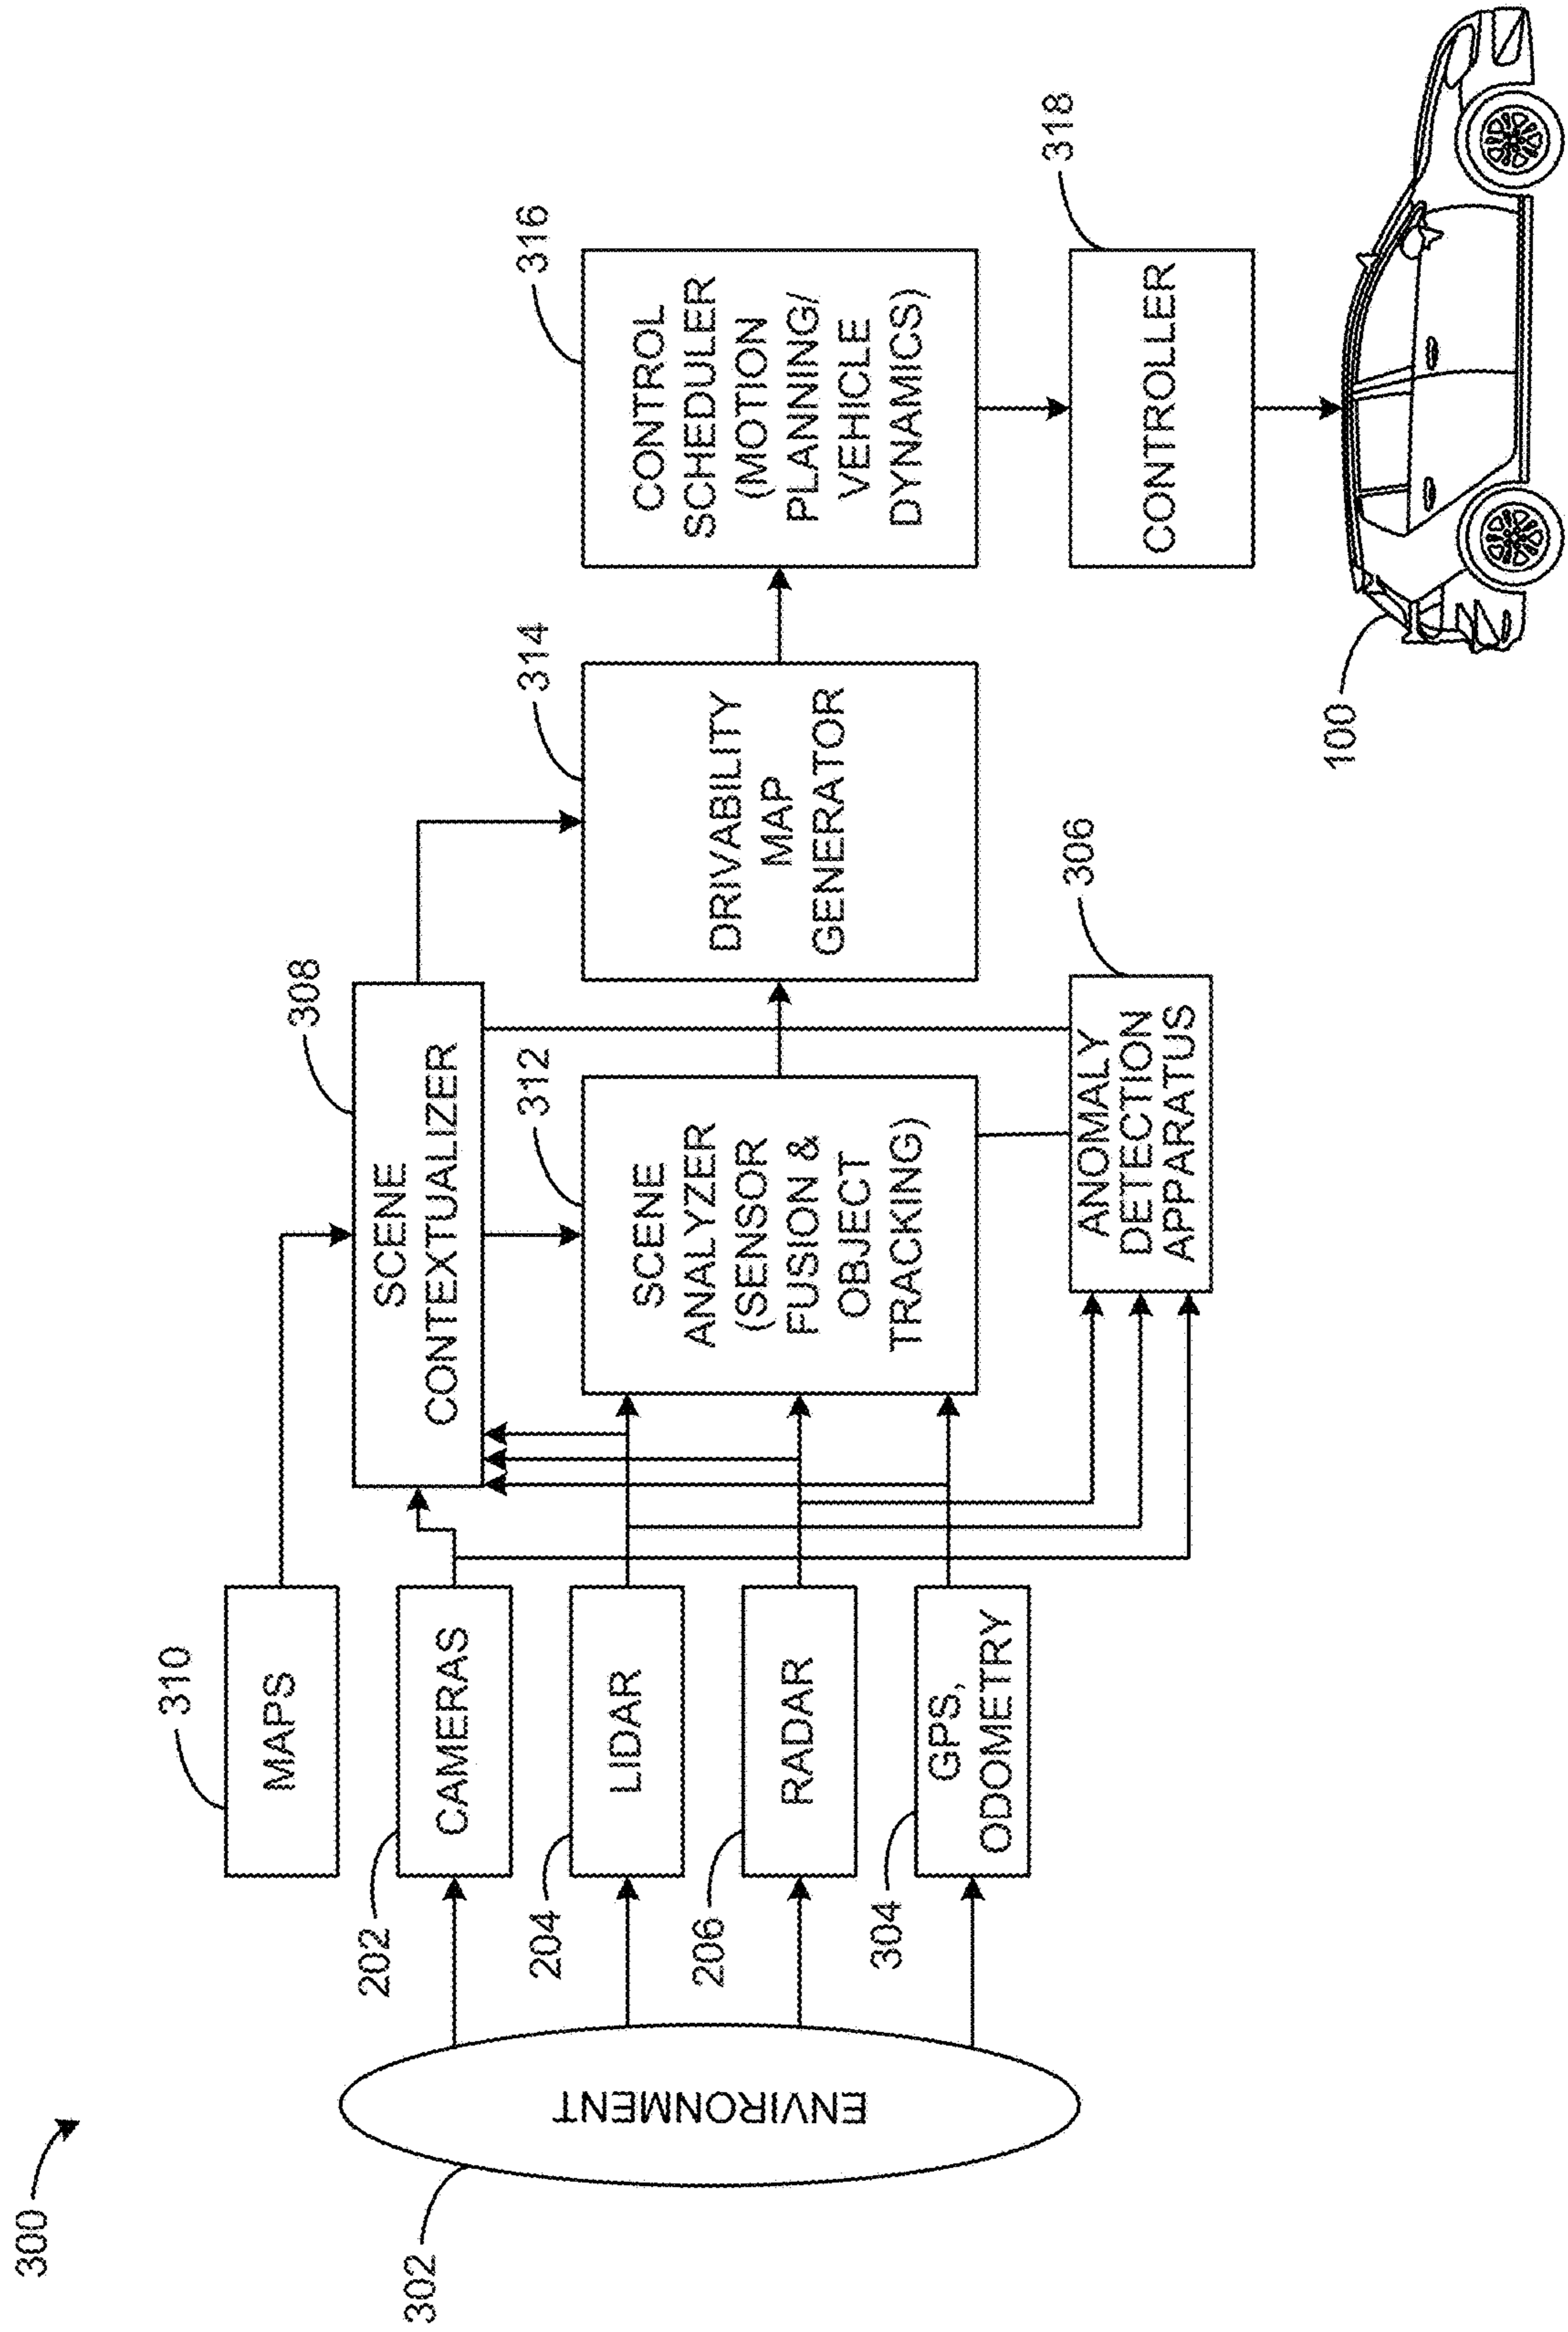 300
302
ENVIRONMENT
310
MAPS
202
CAMERAS
204
LIDAR
206
RADAR
304
GPS,
ODOMETRY
308
SCENE
CONTEXTUALIZER
312
SCENE
ANALYZER
(SENSOR
FUSION &
OBJECT
TRACKING)
306
ANOMALY
DETECTION
APPARATUS
314
DRIVABILITY
MAP
GENERATOR
316
CONTROL
SCHEDULER
(MOTION
PLANNING/
VEHICLE
DYNAMICS)
318
CONTROLLER
100